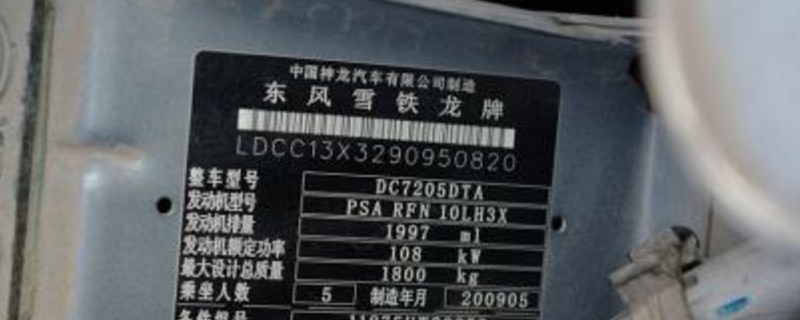 中国神龙汽车有限公司制造
东风雪铁龙牌
LDCC13X3290950820
整车型号 DC7205DTA
发动机型号 PSA RFN 10LH3X
发动机排量 1997 ml
发动机额定功率 108 kW
最大设计总质量 1800 kg
乘坐人数 5 制造年月 200905